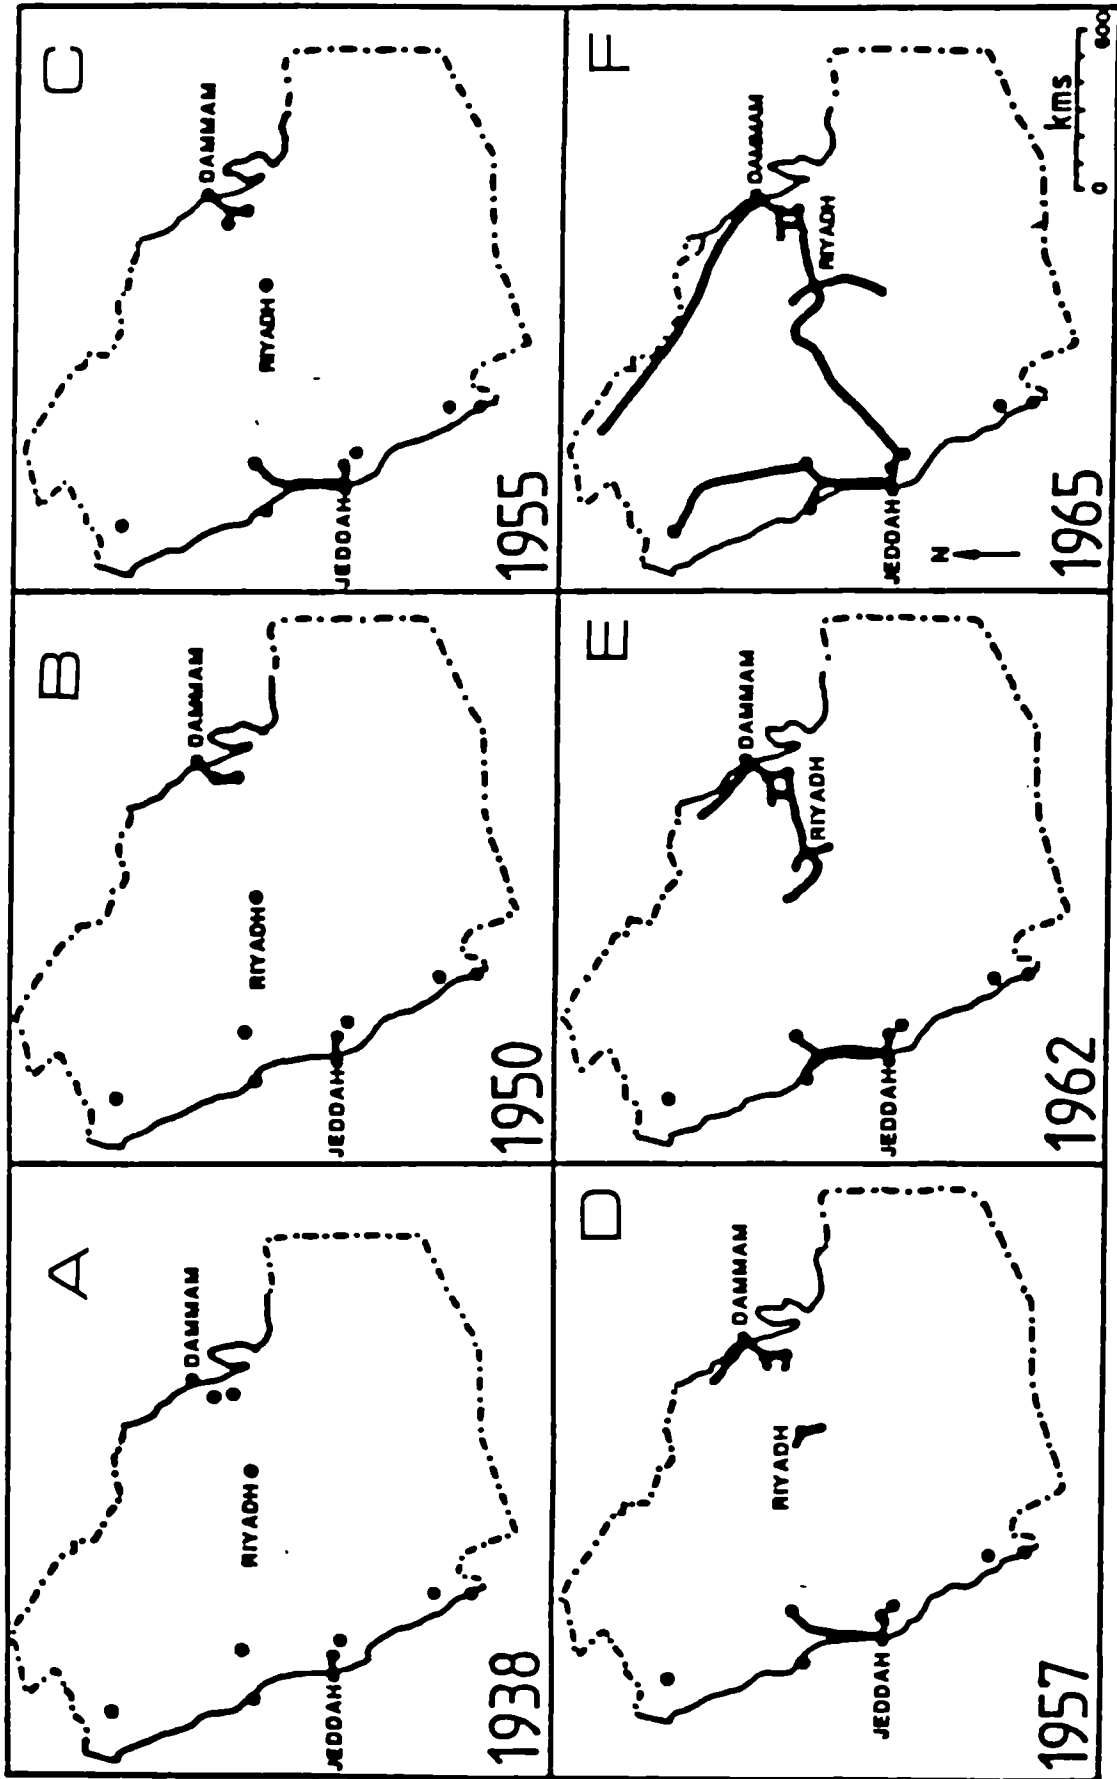 A
DAMMAM
RIYADH
JEDDAH
1938
B
DAMMAM
RIYADH
JEDDAH
1950
C
DAMMAM
RIYADH
JEDDAH
1955
D
DAMMAM
RIYADH
JEDDAH
1957
E
DAMMAM
RIYADH
JEDDAH
1962
F
DAMMAM
RIYADH
JEDDAH
N
1965
kms
0 600